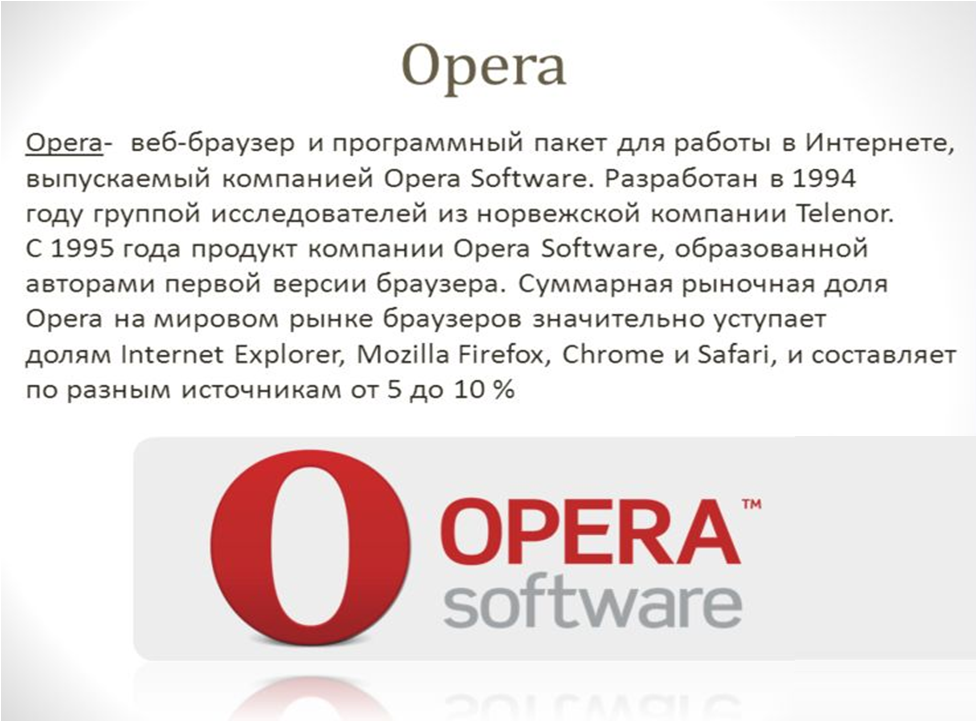 Opera
Opera-  веб-браузер и программный пакет для работы в Интернете,
выпускаемый компанией Opera Software. Разработан в 1994
году группой исследователей из норвежской компании Telenor.
С 1995 года продукт компании Opera Software, образованной
авторами первой версии браузера. Суммарная рыночная доля
Opera на мировом рынке браузеров значительно уступает
долям Internet Explorer, Mozilla Firefox, Chrome и Safari, и составляет
по разным источникам от 5 до 10 %
OPERA™
software